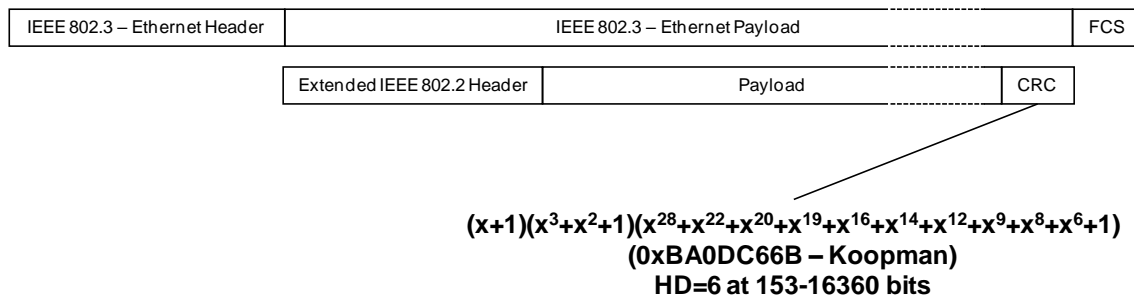 IEEE 802.3 – Ethernet Header IEEE 802.3 – Ethernet Payload FCS
Extended IEEE 802.2 Header Payload CRC
(x+1)(x³+x²+1)(x²⁸+x²²+x²⁰+x¹⁹+x¹⁶+x¹⁴+x¹²+x⁹+x⁸+x⁶+1)
(0xBA0DC66B – Koopman)
HD=6 at 153-16360 bits